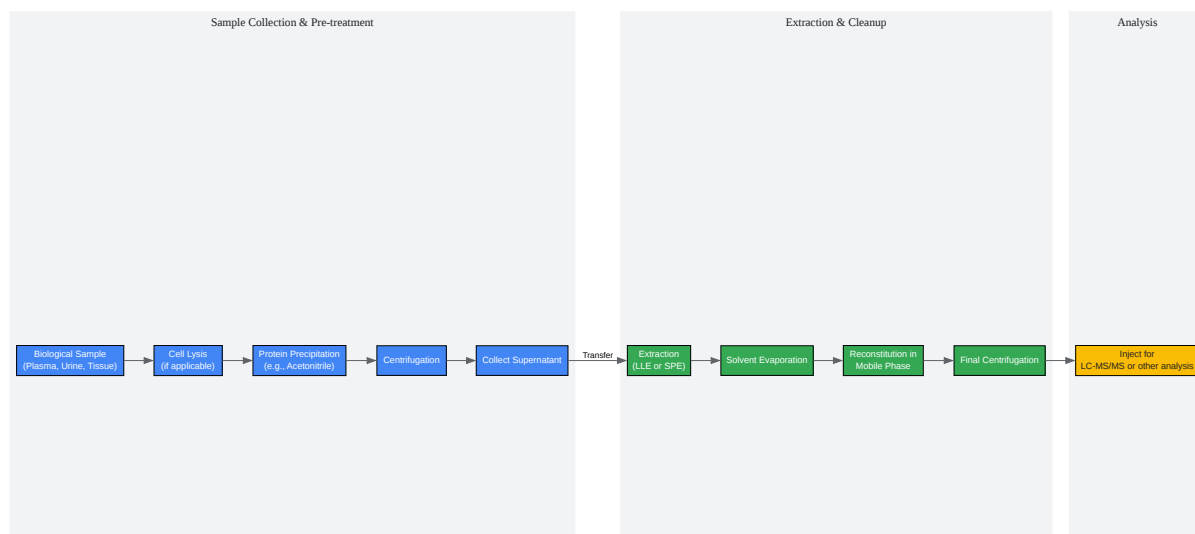 Sample Collection & Pre-treatment
Biological Sample
(Plasma, Urine, Tissue)
Cell Lysis
(if applicable)
Protein Precipitation
(e.g., Acetonitrile)
Centrifugation
Collect Supernatant
Transfer
Extraction & Cleanup
Extraction
(LLE or SPE)
Solvent Evaporation
Reconstitution in
Mobile Phase
Final Centrifugation
Analysis
Inject for
LC-MS/MS or other analysis